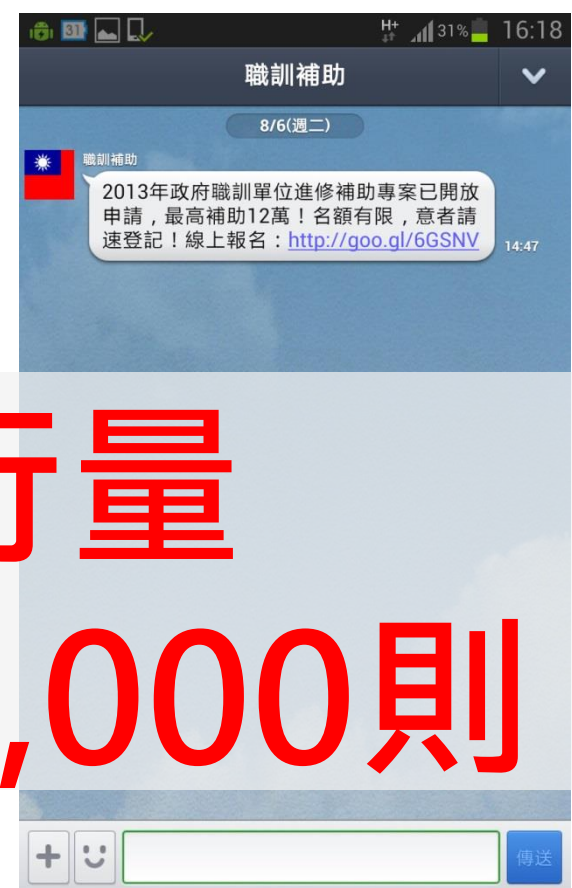 31 H+ 31% 16:18
職訓補助
8/6(週二)
職訓補助
2013年政府職訓單位進修補助專案已開放
申請，最高補助12萬！名額有限，意者請
速登記！線上報名：http://goo.gl/6GSNV
14:47
行量
,000則
傳送